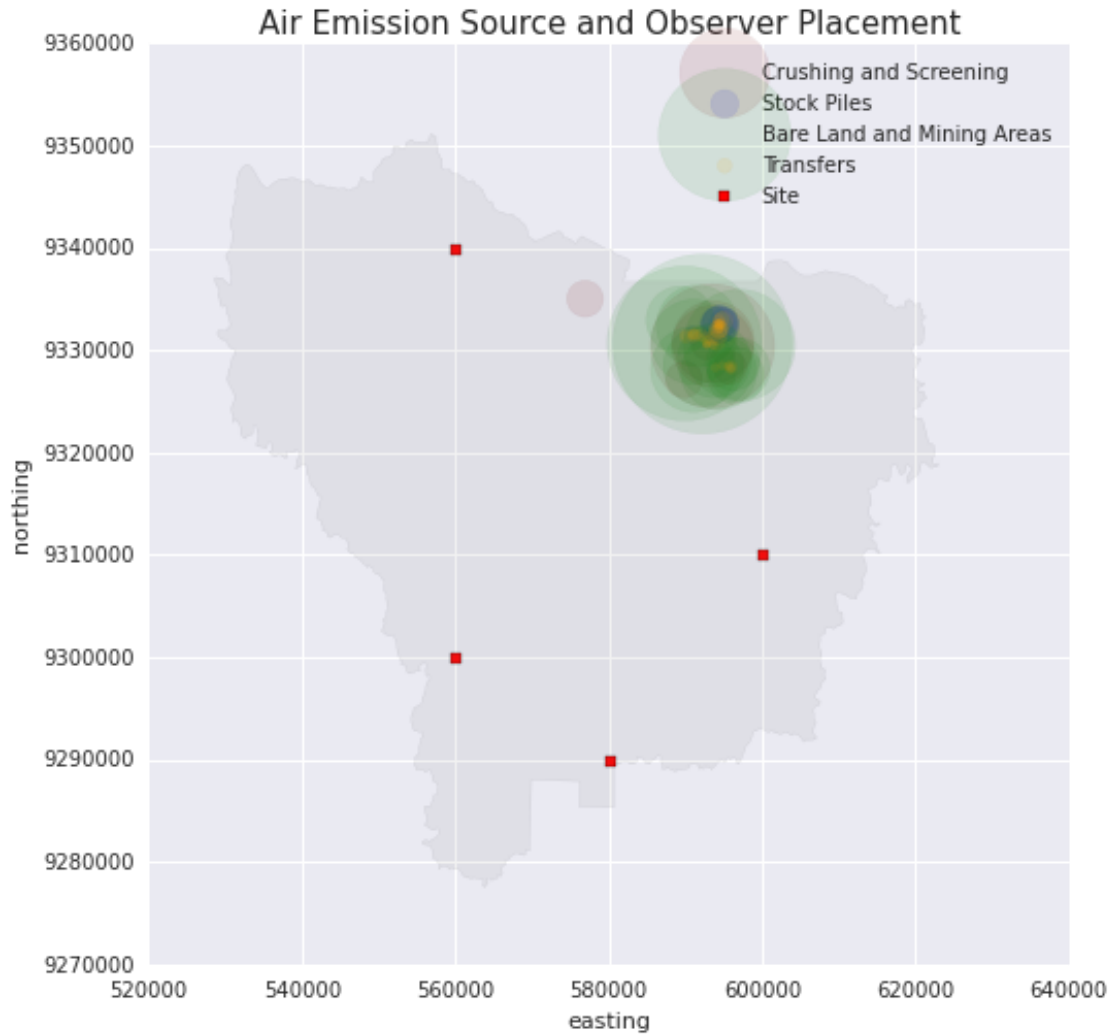 Air Emission Source and Observer Placement
9360000
9350000
9340000
9330000
9320000
9310000
9300000
9290000
9280000
9270000
northing
Crushing and Screening
Stock Piles
Bare Land and Mining Areas
Transfers
Site
520000 540000 560000 580000 600000 620000 640000
easting